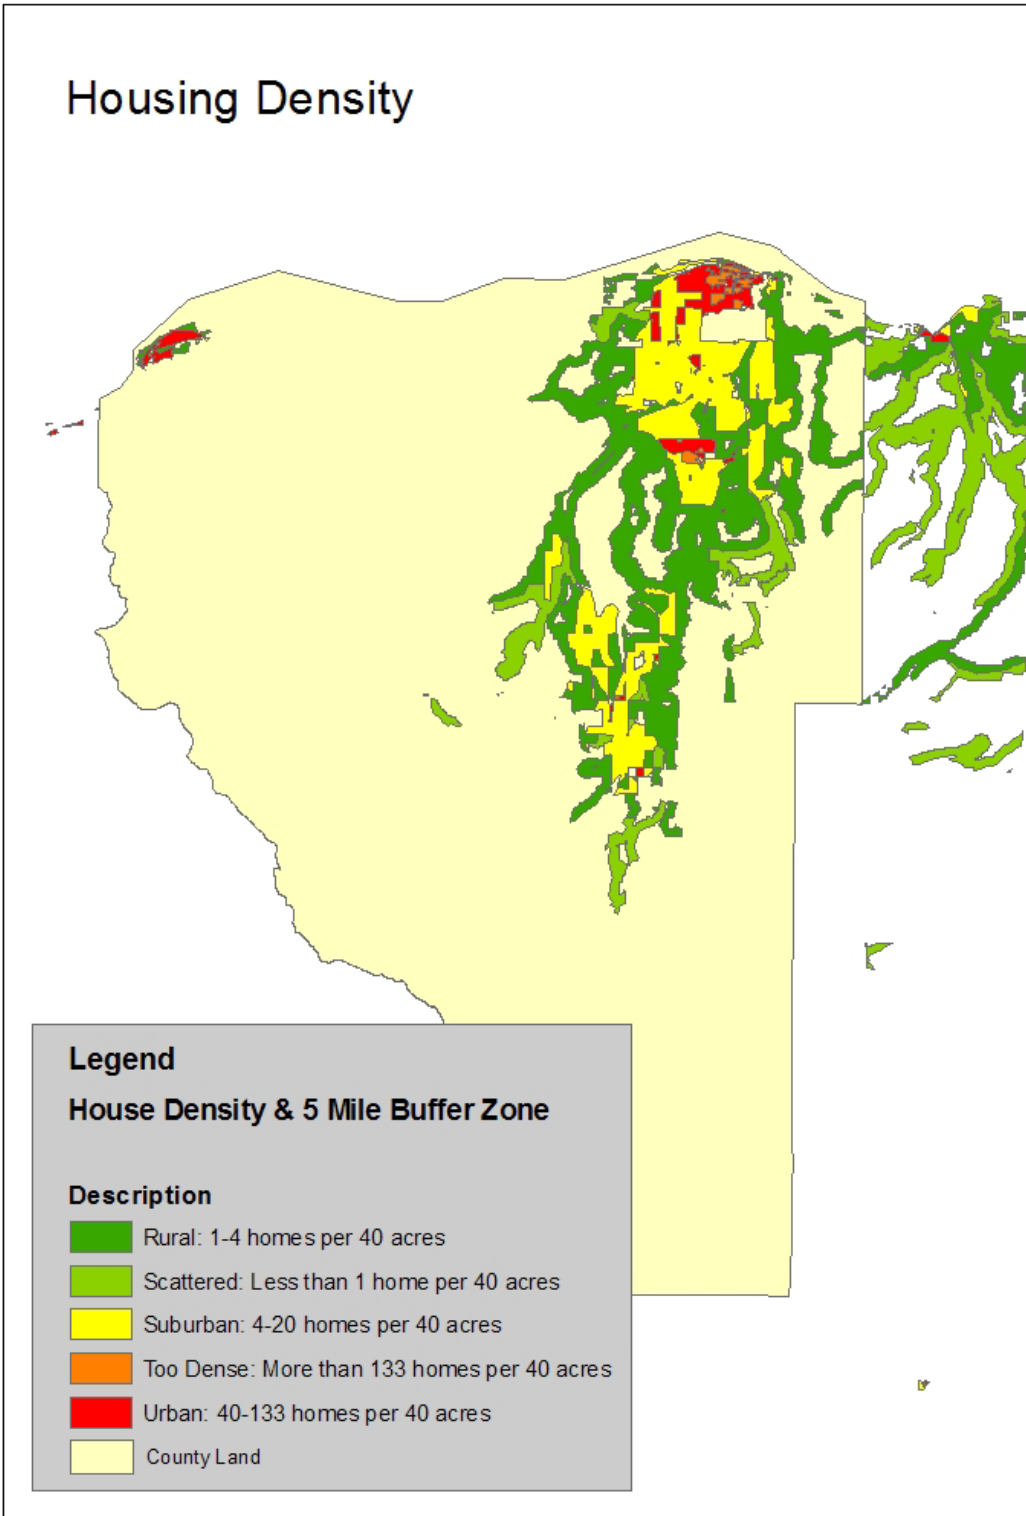 Housing Density
Legend
House Density & 5 Mile Buffer Zone
Description
Rural: 1-4 homes per 40 acres
Scattered: Less than 1 home per 40 acres
Suburban: 4-20 homes per 40 acres
Too Dense: More than 133 homes per 40 acres
Urban: 40-133 homes per 40 acres
County Land